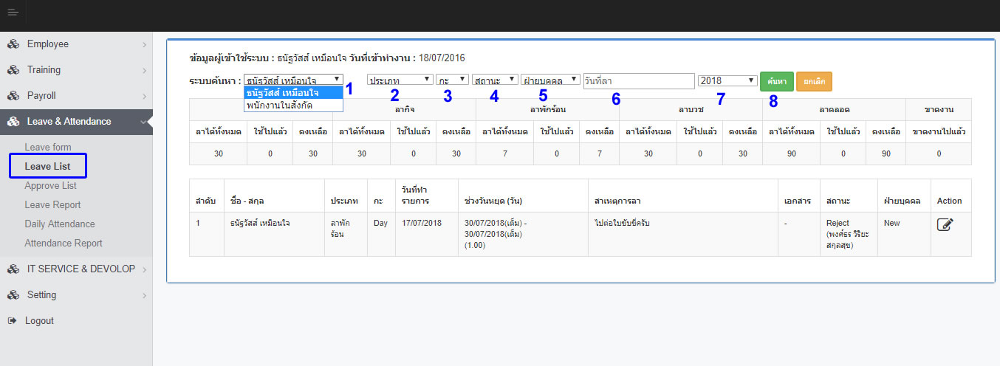 Employee
Training
Payroll
Leave & Attendance
Leave form
Leave List
Approve List
Leave Report
Daily Attendance
Attendance Report
IT SERVICE & DEVOLOP
Setting
Logout
ข้อมูลผู้เข้าใช้ระบบ : ธนัฐวัสส์ เหมือนใจ วันที่เข้าทำงาน : 18/07/2016
ระบบค้นหา : ธนัฐวัสส์ เหมือนใจ ประเภท กะ สถานะ ฝ่ายบุคคล วันที่ลา 2018 ค้นหา ยกเลิก
ธนัฐวัสส์ เหมือนใจ
พนักงานในสังกัด
1 2 3 4 5 6 7 8
ลากิจ ลาพักร้อน ลาบวช ลาคลอด ขาดงาน
ลาได้ทั้งหมด ใช้ไปแล้ว คงเหลือ ลาได้ทั้งหมด ใช้ไปแล้ว คงเหลือ ลาได้ทั้งหมด ใช้ไปแล้ว คงเหลือ ลาได้ทั้งหมด ใช้ไปแล้ว คงเหลือ ลาได้ทั้งหมด ใช้ไปแล้ว คงเหลือ ขาดงานไปแล้ว
30 0 30 30 0 30 7 0 7 30 0 30 90 0 90 0
ลำดับ ชื่อ - สกุล ประเภท กะ วันที่ทำ รายการ ช่วงวันหยุด (วัน) สาเหตุการลา เอกสาร สถานะ ฝ่ายบุคคล Action
1 ธนัฐวัสส์ เหมือนใจ ลาพัก Day 17/07/2018 30/07/2018(เต็ม) - ไปต่อใบขับขี่ครับ - Reject New
ร้อน 30/07/2018(เต็ม) (พงศ์ธร วิริยะ
(1.00) สกุลสุข)